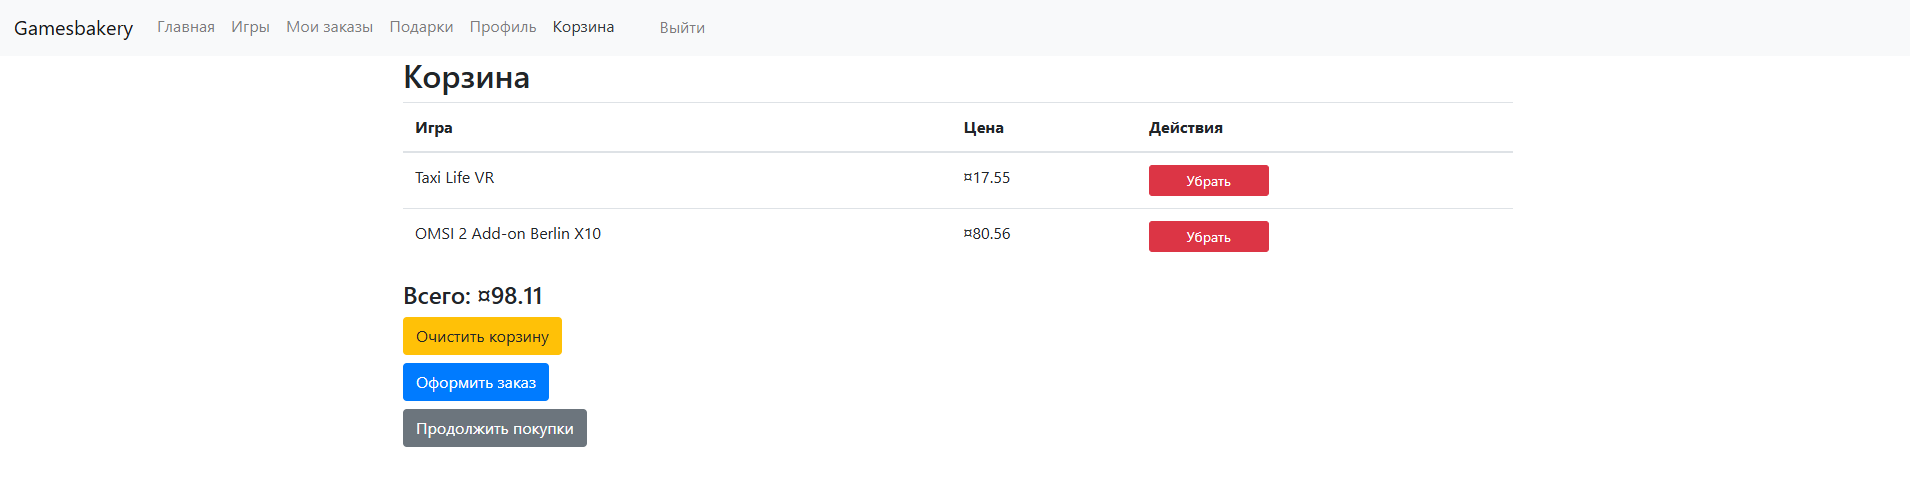 Gamesbakery Главная Игры Мои заказы Подарки Профиль Корзина Выйти
Корзина
Игра Цена Действия
Taxi Life VR ¤17.55 Убрать
OMSI 2 Add-on Berlin X10 ¤80.56 Убрать
Всего: ¤98.11
Очистить корзину
Оформить заказ
Продолжить покупки